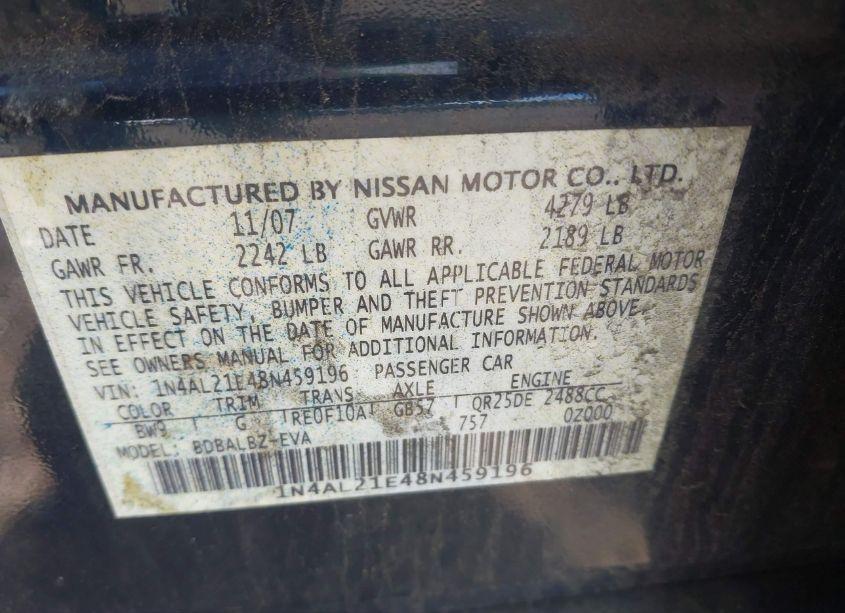 MANUFACTURED BY NISSAN MOTOR CO., LTD.
DATE 11/07 GVWR 4279 LB
GAWR FR. 2242 LB GAWR RR. 2189 LB
THIS VEHICLE CONFORMS TO ALL APPLICABLE FEDERAL MOTOR
VEHICLE SAFETY, BUMPER AND THEFT PREVENTION STANDARDS
IN EFFECT ON THE DATE OF MANUFACTURE SHOWN ABOVE.
SEE OWNERS MANUAL FOR ADDITIONAL INFORMATION.
VIN: 1N4AL21E48N459196 PASSENGER CAR
COLOR TRIM TRANS AXLE ENGINE
BW9 G RE0F10A GB57 QR25DE 2488CC
MODEL: BDBALBZ-EVA 757 0Z000
1N4AL21E48N459196